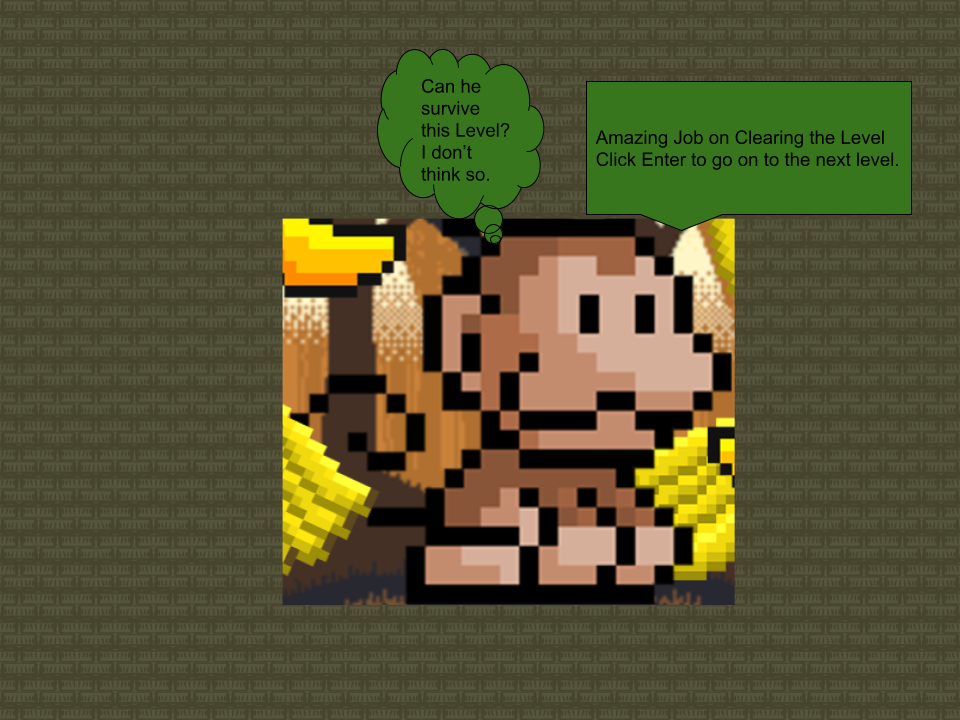 Can he
survive
this Level?
I don't
think so.
Amazing Job on Clearing the Level
Click Enter to go on to the next level.